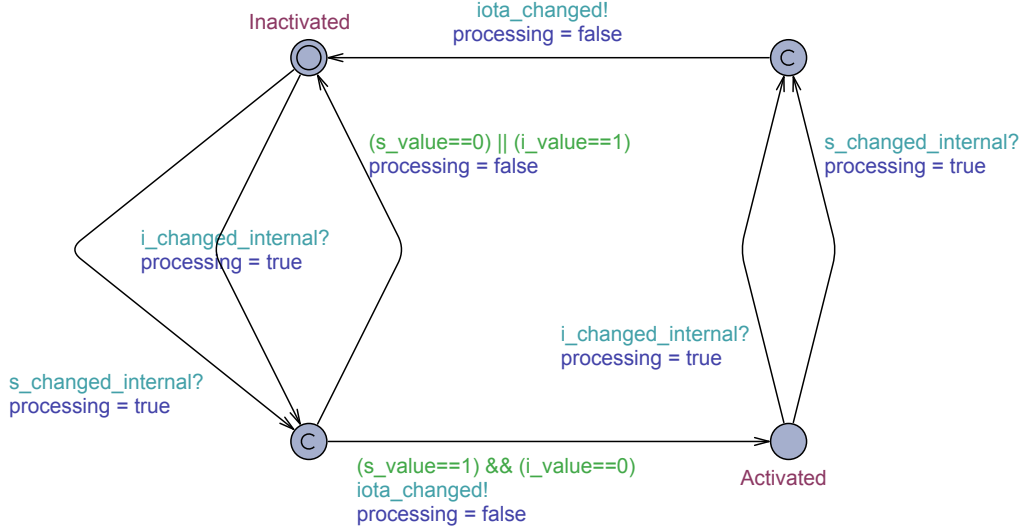 iota_changed!
Inactivated
processing = false
C
(s_value==0) || (i_value==1)
processing = false
s_changed_internal?
processing = true
i_changed_internal?
processing = true
i_changed_internal?
processing = true
s_changed_internal?
processing = true
C
(s_value==1) && (i_value==0)
iota_changed!
processing = false
Activated